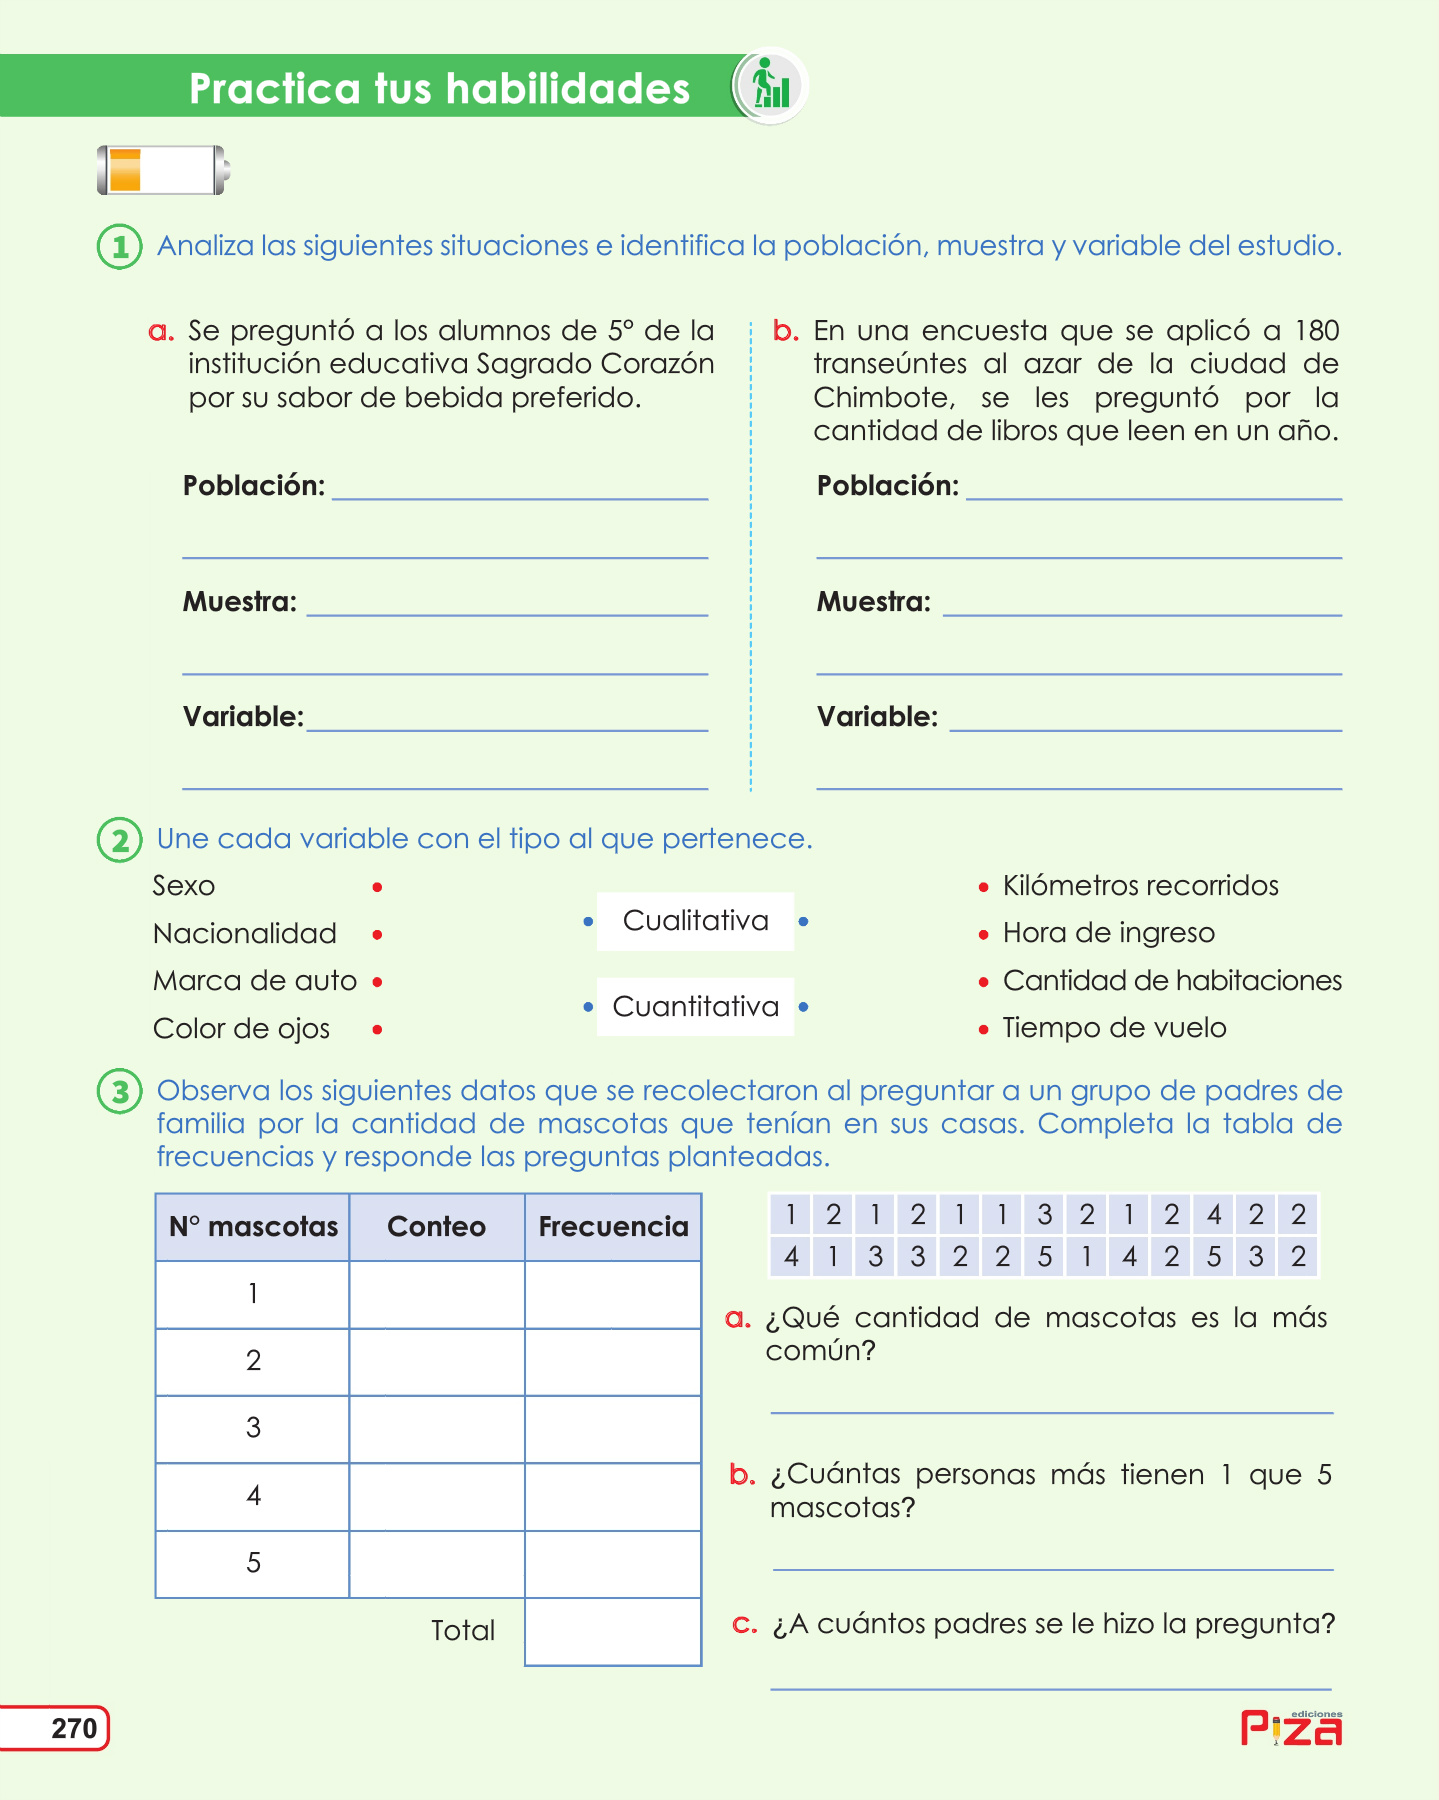 Practica tus habilidades
1 Analiza las siguientes situaciones e identifica la población, muestra y variable del estudio.
a. Se preguntó a los alumnos de 5° de la
institución educativa Sagrado Corazón
por su sabor de bebida preferido.
Población:
Muestra:
Variable:
b. En una encuesta que se aplicó a 180
transeúntes al azar de la ciudad de
Chimbote, se les preguntó por la
cantidad de libros que leen en un año.
Población:
Muestra:
Variable:
2 Une cada variable con el tipo al que pertenece.
Sexo
Nacionalidad
Marca de auto
Color de ojos
Cualitativa
Cuantitativa
Kilómetros recorridos
Hora de ingreso
Cantidad de habitaciones
Tiempo de vuelo
3 Observa los siguientes datos que se recolectaron al preguntar a un grupo de padres de
familia por la cantidad de mascotas que tenían en sus casas. Completa la tabla de
frecuencias y responde las preguntas planteadas.
N° mascotas Conteo Frecuencia
1
2
3
4
5
Total
1 2 1 2 1 1 3 2 1 2 4 2 2
4 1 3 3 2 2 5 1 4 2 5 3 2
a. ¿Qué cantidad de mascotas es la más
común?
b. ¿Cuántas personas más tienen 1 que 5
mascotas?
c. ¿A cuántos padres se le hizo la pregunta?
270
ediciones
Piza